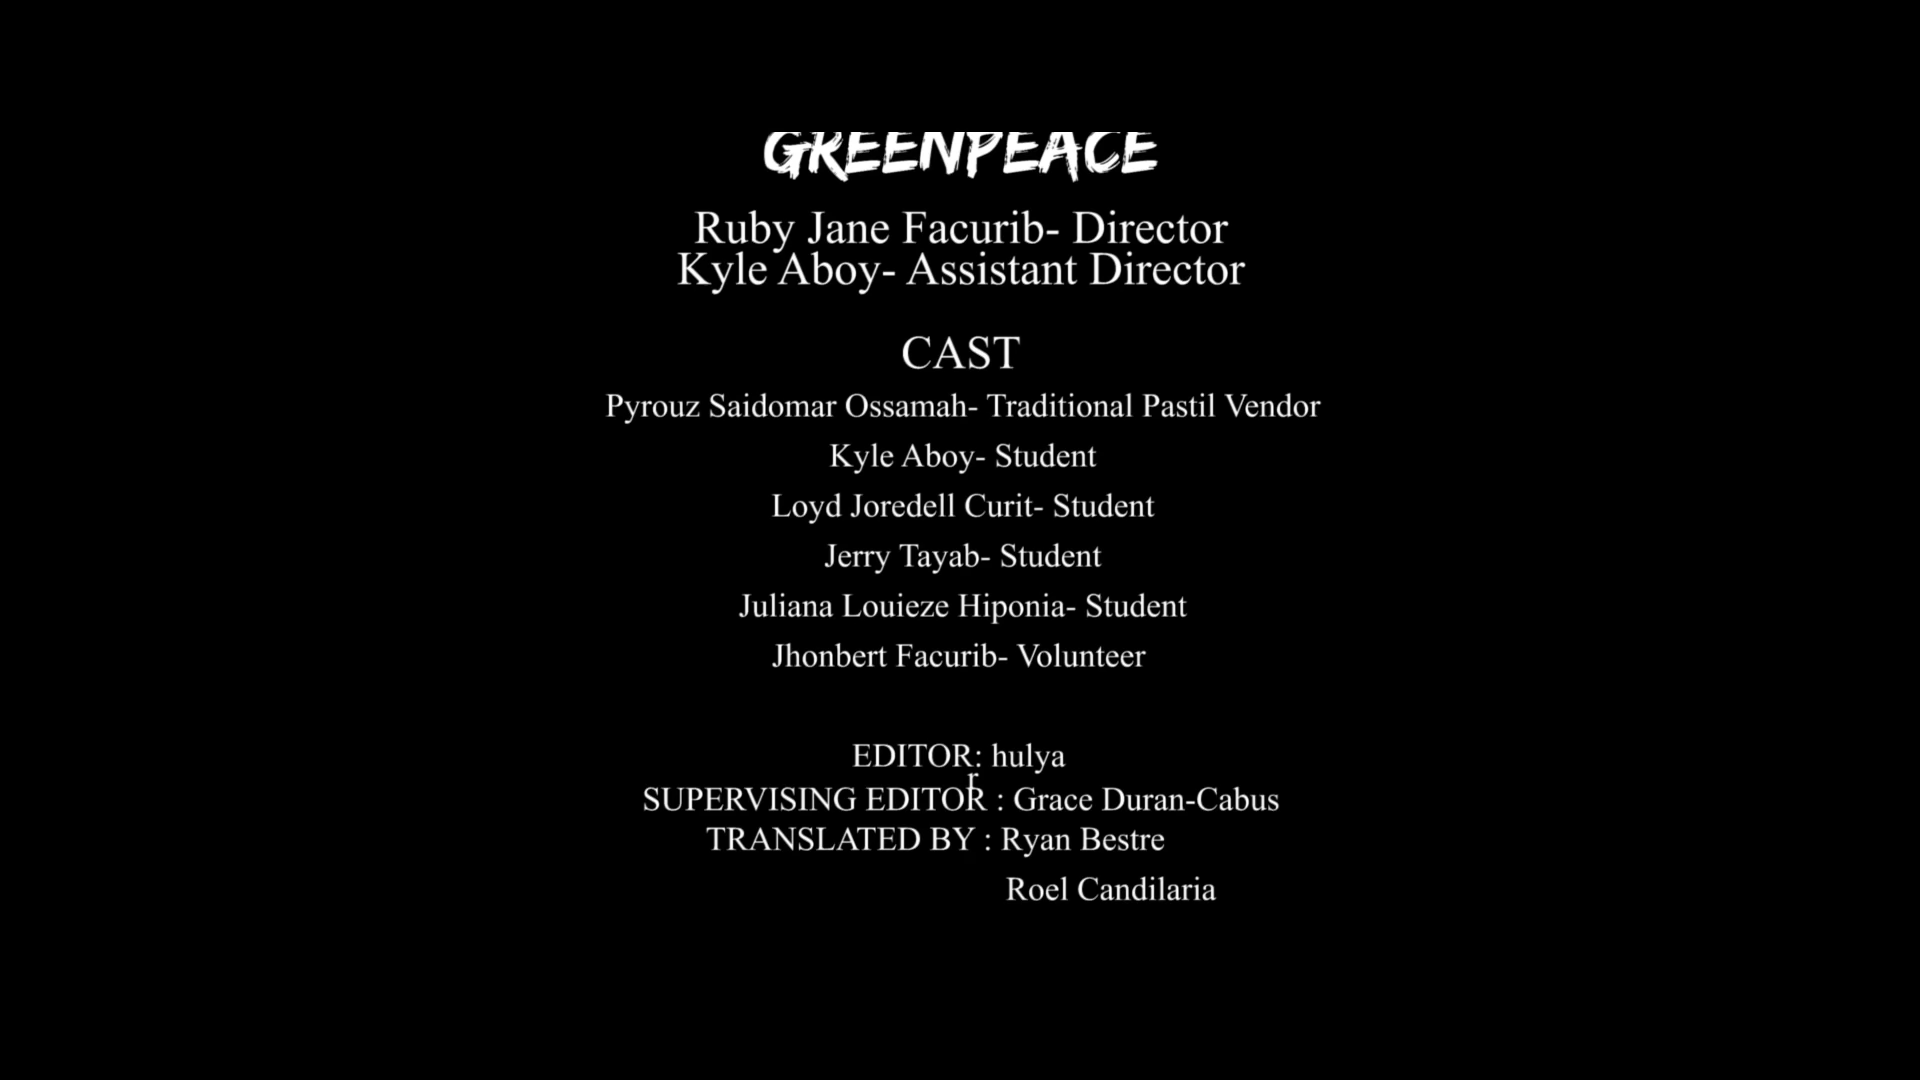 GREENPEACE
Ruby Jane Facurib- Director
Kyle Aboy- Assistant Director
CAST
Pyrouz Saidomar Ossamah- Traditional Pastil Vendor
Kyle Aboy- Student
Loyd Joredell Curit- Student
Jerry Tayab- Student
Juliana Louieze Hiponia- Student
Jhonbert Facurib- Volunteer
EDITOR: hulya
r
SUPERVISING EDITOR : Grace Duran-Cabus
TRANSLATED BY : Ryan Bestre
Roel Candilaria